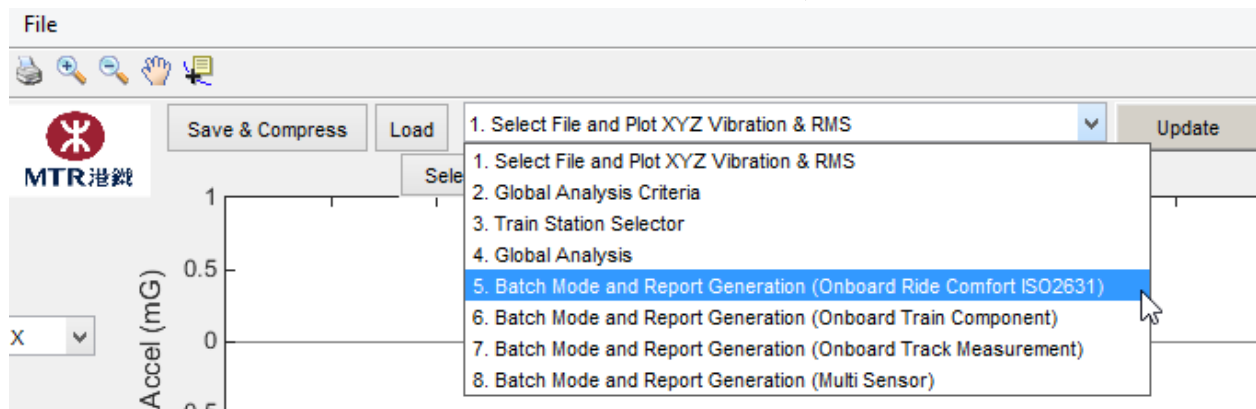 File
Save & Compress
Load
1. Select File and Plot XYZ Vibration & RMS
Update
MTR港鐵
Sele
1. Select File and Plot XYZ Vibration & RMS
2. Global Analysis Criteria
3. Train Station Selector
4. Global Analysis
5. Batch Mode and Report Generation (Onboard Ride Comfort ISO2631)
6. Batch Mode and Report Generation (Onboard Train Component)
7. Batch Mode and Report Generation (Onboard Track Measurement)
8. Batch Mode and Report Generation (Multi Sensor)
1
0.5
0
X
Accel (mG)